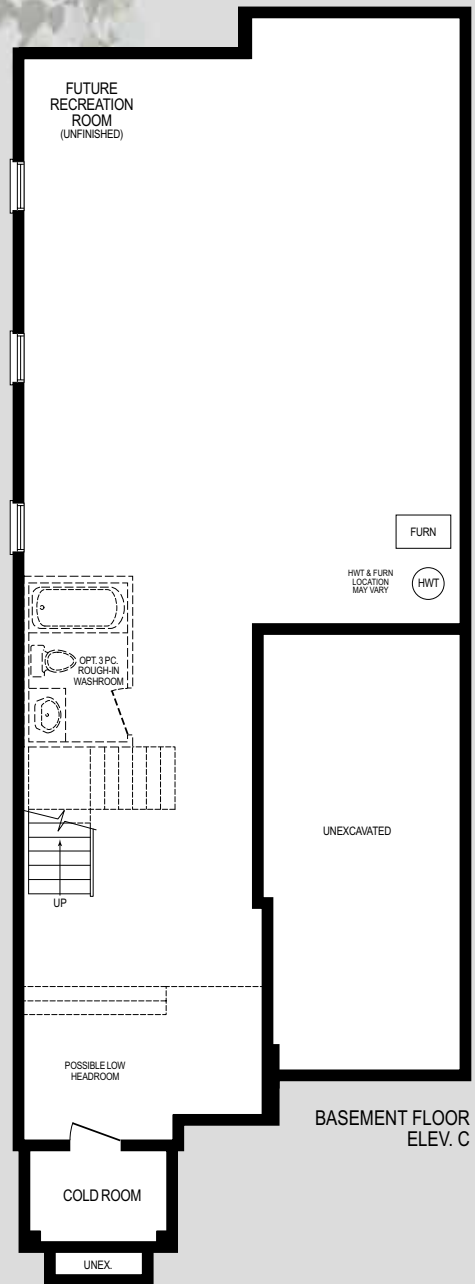 FUTURE
RECREATION
ROOM
(UNFINISHED)
FURN
HWT & FURN
LOCATION
MAY VARY
HWT
OPT. 3 PC.
ROUGH-IN
WASHROOM
UNEXCAVATED
UP
POSSIBLE LOW
HEADROOM
BASEMENT FLOOR
ELEV. C
COLD ROOM
UNEX.